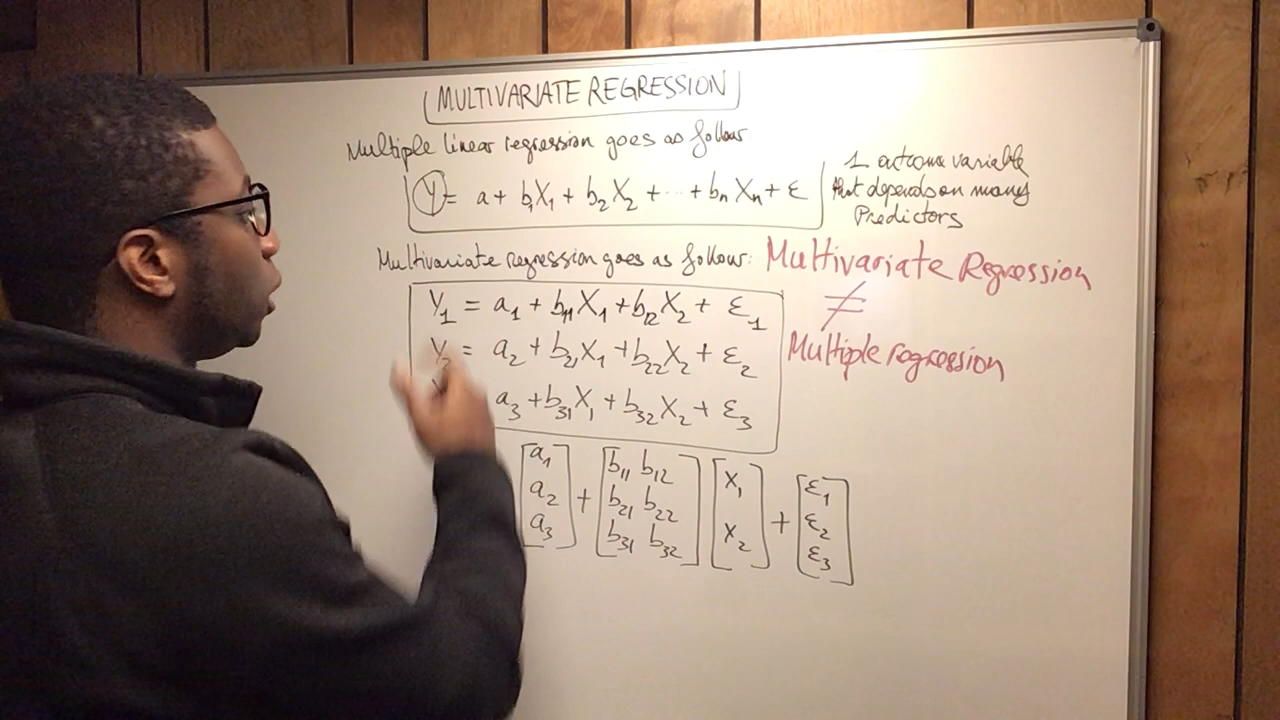 MULTIVARIATE REGRESSION
Multiple linear regression goes as follow
Y = a + b1X1 + b2X2 + ... + bnXn + ε
1 outcome variable
that depends on many
Predictors
Multivariate regression goes as follow:
Multivariate Regression
≠
Multiple regression
Y1 = a1 + b11X1 + b12X2 + ε1
Y2 = a2 + b21X1 + b22X2 + ε2
a3 + b31X1 + b32X2 + ε3
[a1 a2 a3] + [b11 b12 b21 b22 b31 b32] [X1 X2] + [ε1 ε2 ε3]